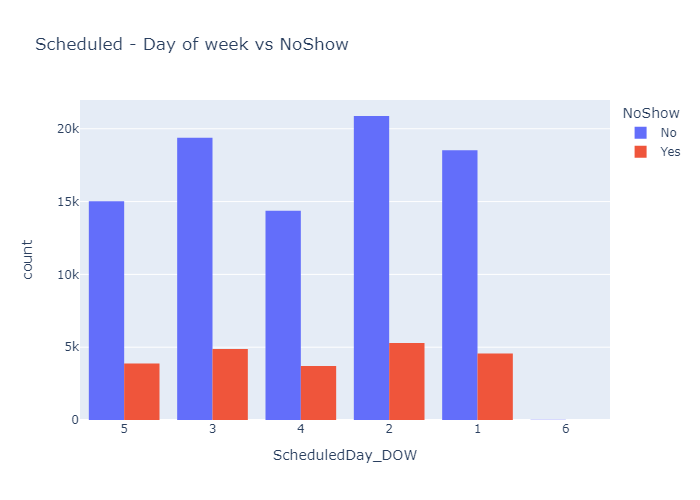 Scheduled - Day of week vs NoShow
NoShow
No
Yes
20k
15k
10k
5k
0
count
5 3 4 2 1 6
ScheduledDay_DOW